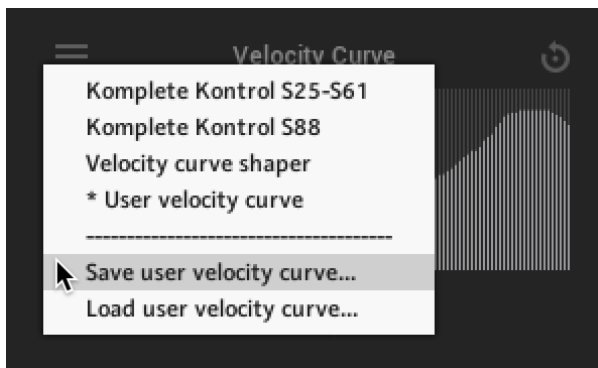 Velocity Curve
Komplete Kontrol S25-S61
Komplete Kontrol S88
Velocity curve shaper
* User velocity curve
---------------------------------------
Save user velocity curve...
Load user velocity curve...